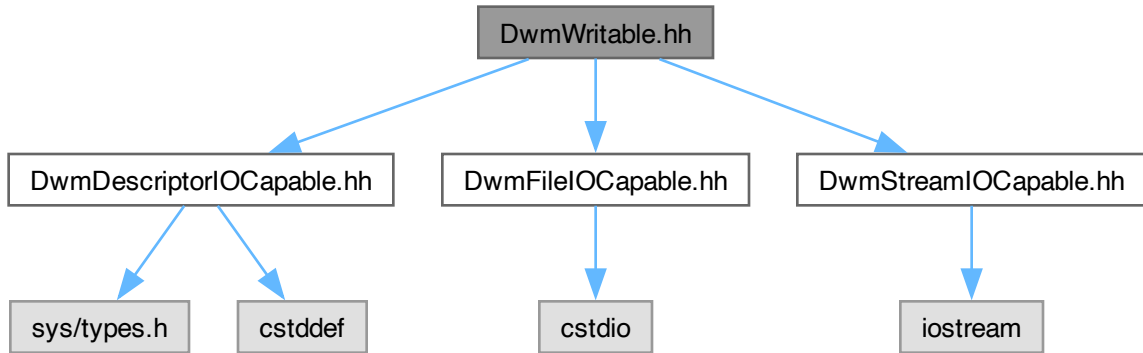 DwmWritable.hh
DwmDescriptorIOCapable.hh
DwmFileIOCapable.hh
DwmStreamIOCapable.hh
sys/types.h
cstddef
cstdio
iostream